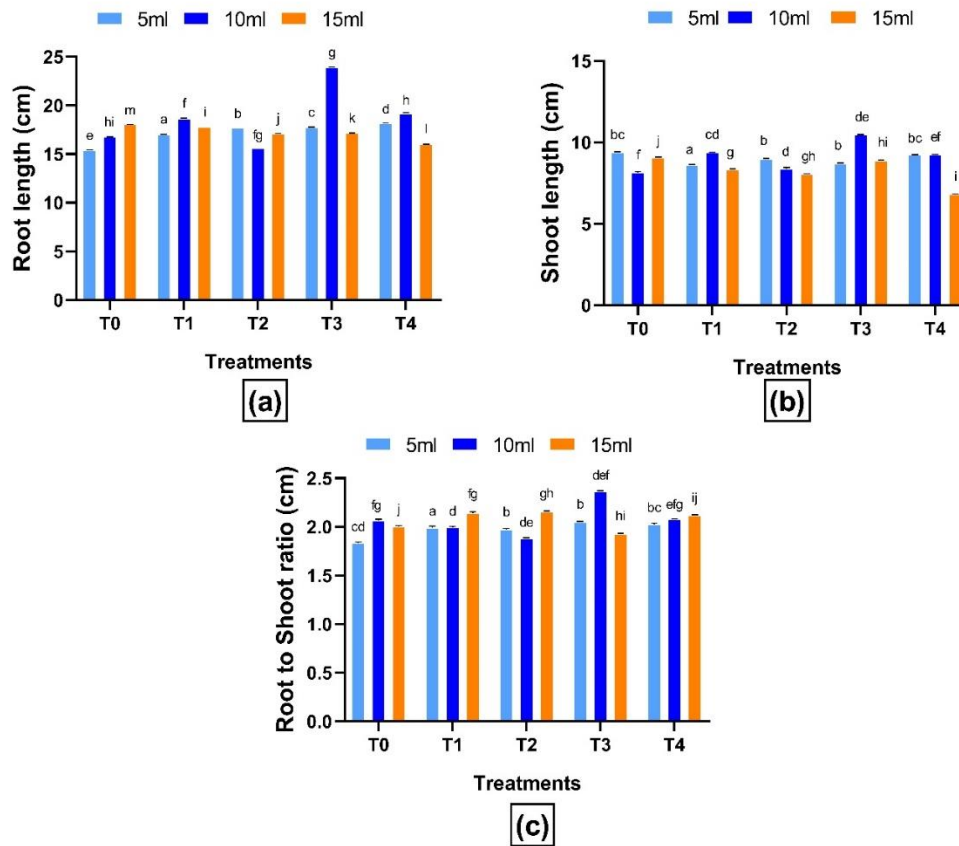 5ml 10ml 15ml
Root length (cm)
25
20
15
10
5
0
e hi m a f i b fg j c g k d h l
T0 T1 T2 T3 T4
Treatments
(a)
5ml 10ml 15ml
Shoot length (cm)
15
10
5
0
bc f j a cd g b d gh b de hi bc ef i
T0 T1 T2 T3 T4
Treatments
(b)
5ml 10ml 15ml
Root to Shoot ratio (cm)
2.5
2.0
1.5
1.0
0.5
0.0
cd fg j a d fg b de gh b def hi bc efg ij
T0 T1 T2 T3 T4
Treatments
(c)